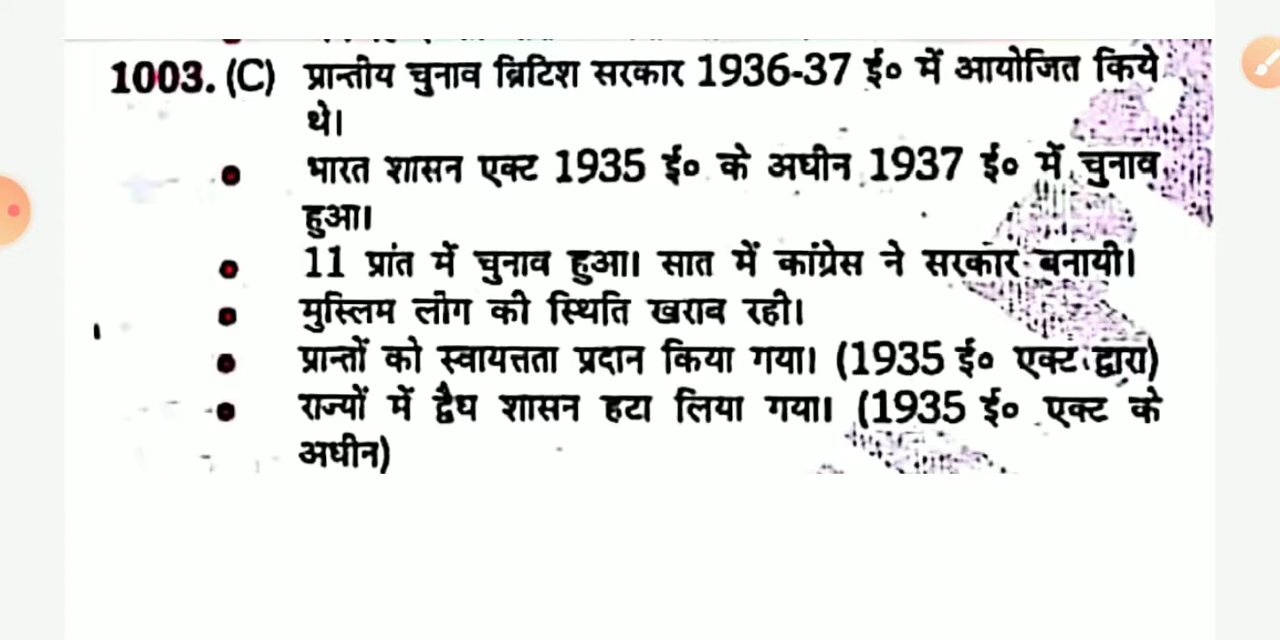 1003. (C) प्रान्तीय चुनाव ब्रिटिश सरकार 1936-37 ई० में आयोजित किये
थे।
भारत शासन एक्ट 1935 ई० के अधीन 1937 ई० में चुनाव
हुआ।
11 प्रांत में चुनाव हुआ। सात में कांग्रेस ने सरकार बनायी।
मुस्लिम लीग की स्थिति खराब रही।
प्रान्तों को स्वायत्तता प्रदान किया गया। (1935 ई० एक्ट द्वारा)
राज्यों में द्वैध शासन हटा लिया गया। (1935 ई० एक्ट के
अधीन)